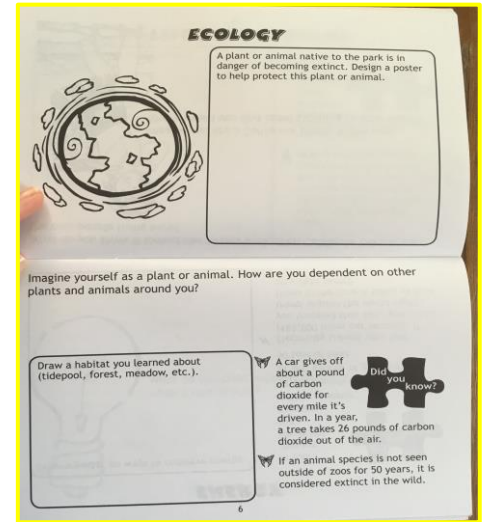 ECOLOGY
A plant or animal native to the park is in
danger of becoming extinct. Design a poster
to help protect this plant or animal.
Imagine yourself as a plant or animal. How are you dependent on other
plants and animals around you?
Draw a habitat you learned about
(tidepool, forest, meadow, etc.).
A car gives off
about a pound
of carbon
dioxide for
every mile it's
driven. In a year,
a tree takes 26 pounds of carbon
dioxide out of the air.
Did
you
know?
If an animal species is not seen
outside of zoos for 50 years, it is
considered extinct in the wild.
6